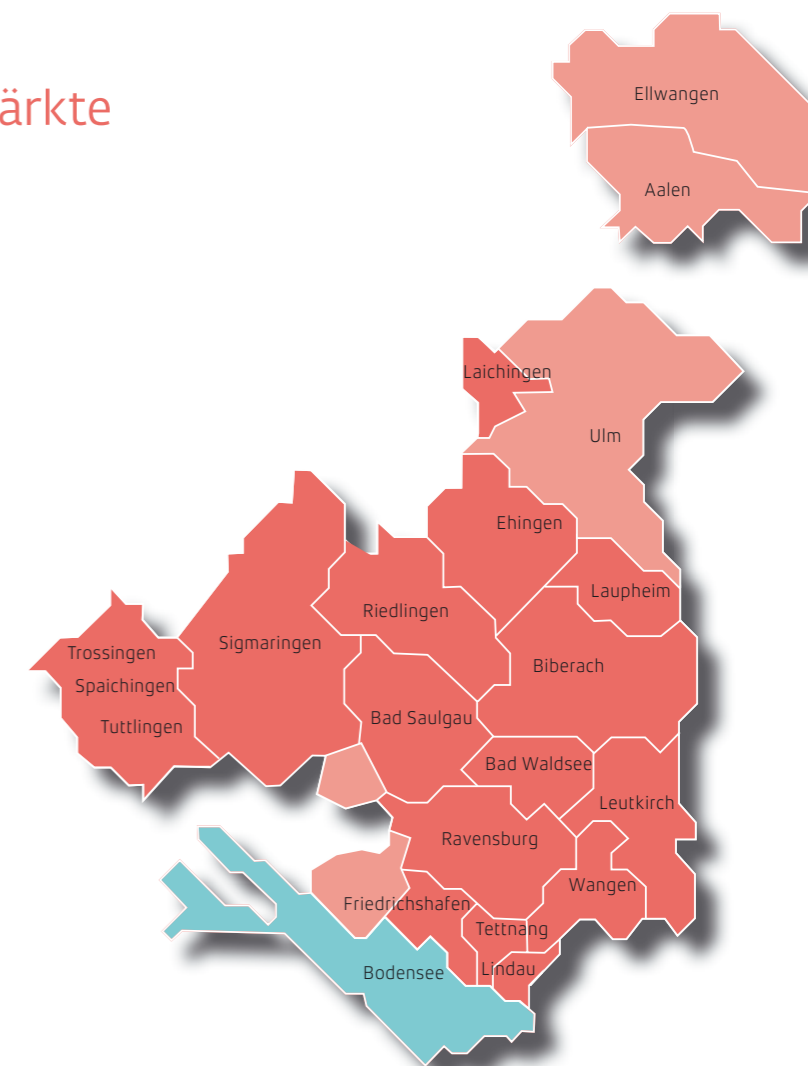 ärkte
Ellwangen
Aalen
Laichingen
Ulm
Ehingen
Laupheim
Riedlingen
Sigmaringen
Trossingen
Biberach
Spaichingen
Bad Saulgau
Tuttlingen
Bad Waldsee
Leutkirch
Ravensburg
Wangen
Friedrichshafen
Tettnang
Lindau
Bodensee